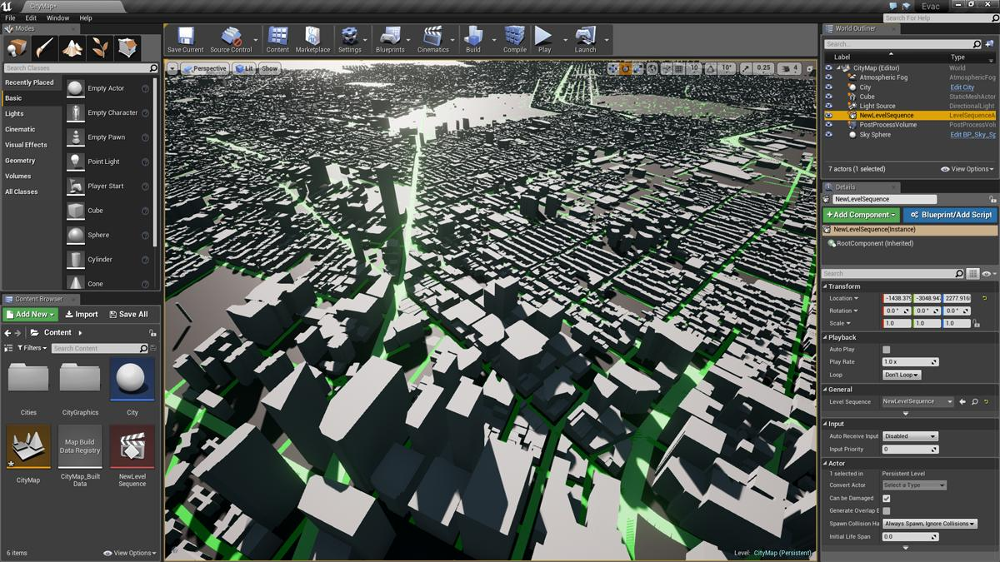 CityMap*
Evac
File Edit Window Help
Search For Help
Modes
Search Classes
Recently Placed
Basic
Lights
Cinematic
Visual Effects
Geometry
Volumes
All Classes
Empty Actor
Empty Character
Empty Pawn
Point Light
Player Start
Cube
Sphere
Cylinder
Cone
Save Current Source Control Content Marketplace Settings Blueprints Cinematics Build Compile Play Launch
Perspective Lit Show
10 10° 0.25 4
Level: CityMap (Persistent)
Content Browser
Add New Import Save All
Content
Filters Search Content
Cities CityGraphics City
Map Build
Data Registry
CityMap CityMap_Built
Data
NewLevel
Sequence
6 items View Options
World Outliner
Search...
Label Type
CityMap (Editor) World
Atmospheric Fog AtmosphericFog
City Edit City
Cube StaticMeshActor
Light Source DirectionalLight
NewLevelSequence LevelSequenceA
PostProcessVolume PostProcessVolu
Sky Sphere Edit BP_Sky_Sp
7 actors (1 selected) View Options
Details
NewLevelSequence
+Add Component Blueprint/Add Script
NewLevelSequence(Instance)
RootComponent (Inherited)
Search
Transform
Location -1438.375 -3048.947 2277.916
Rotation 0.0° 0.0° 0.0°
Scale 1.0 1.0 1.0
Playback
Auto Play
Play Rate 1.0 x
Loop Don't Loop
General
Level Sequence NewLevelSequence
Input
Auto Receive Input Disabled
Input Priority 0
Actor
1 selected in Persistent Level
Convert Actor Select a Type
Can be Damaged
Generate Overlap E
Spawn Collision Ha Always Spawn, Ignore Collisions
Initial Life Span 0.0